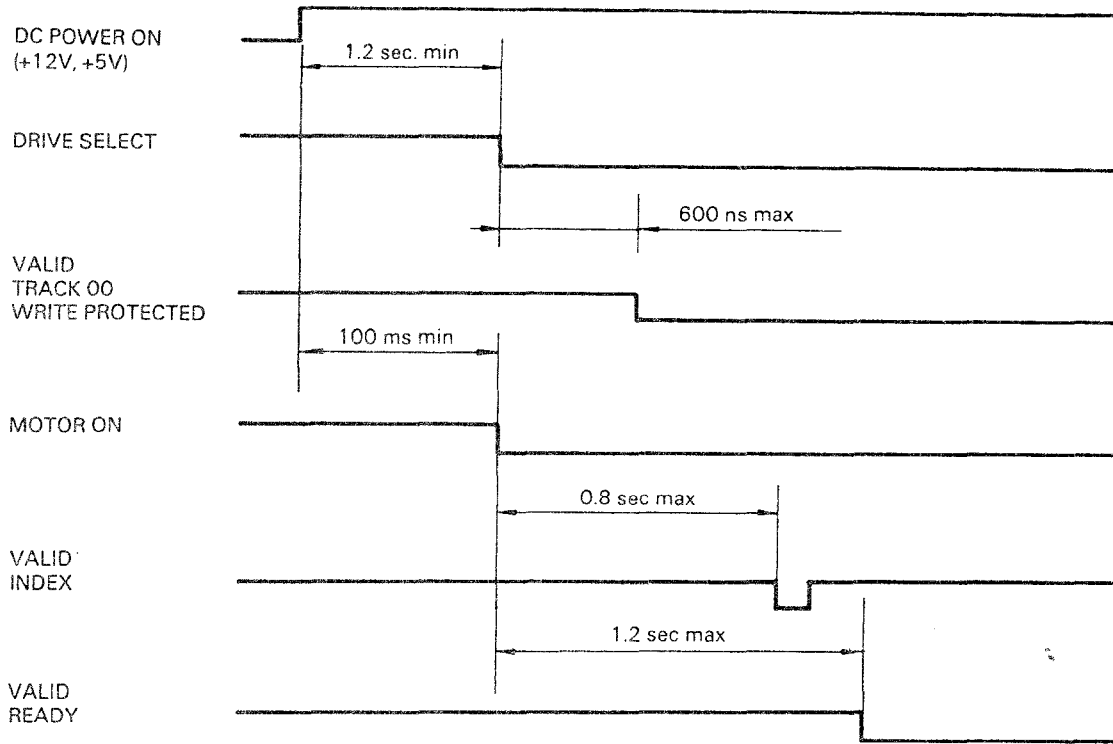 DC POWER ON
(+12V, +5V)
1.2 sec. min
DRIVE SELECT
600 ns max
VALID
TRACK 00
WRITE PROTECTED
100 ms min
MOTOR ON
0.8 sec max
VALID
INDEX
1.2 sec max
VALID
READY